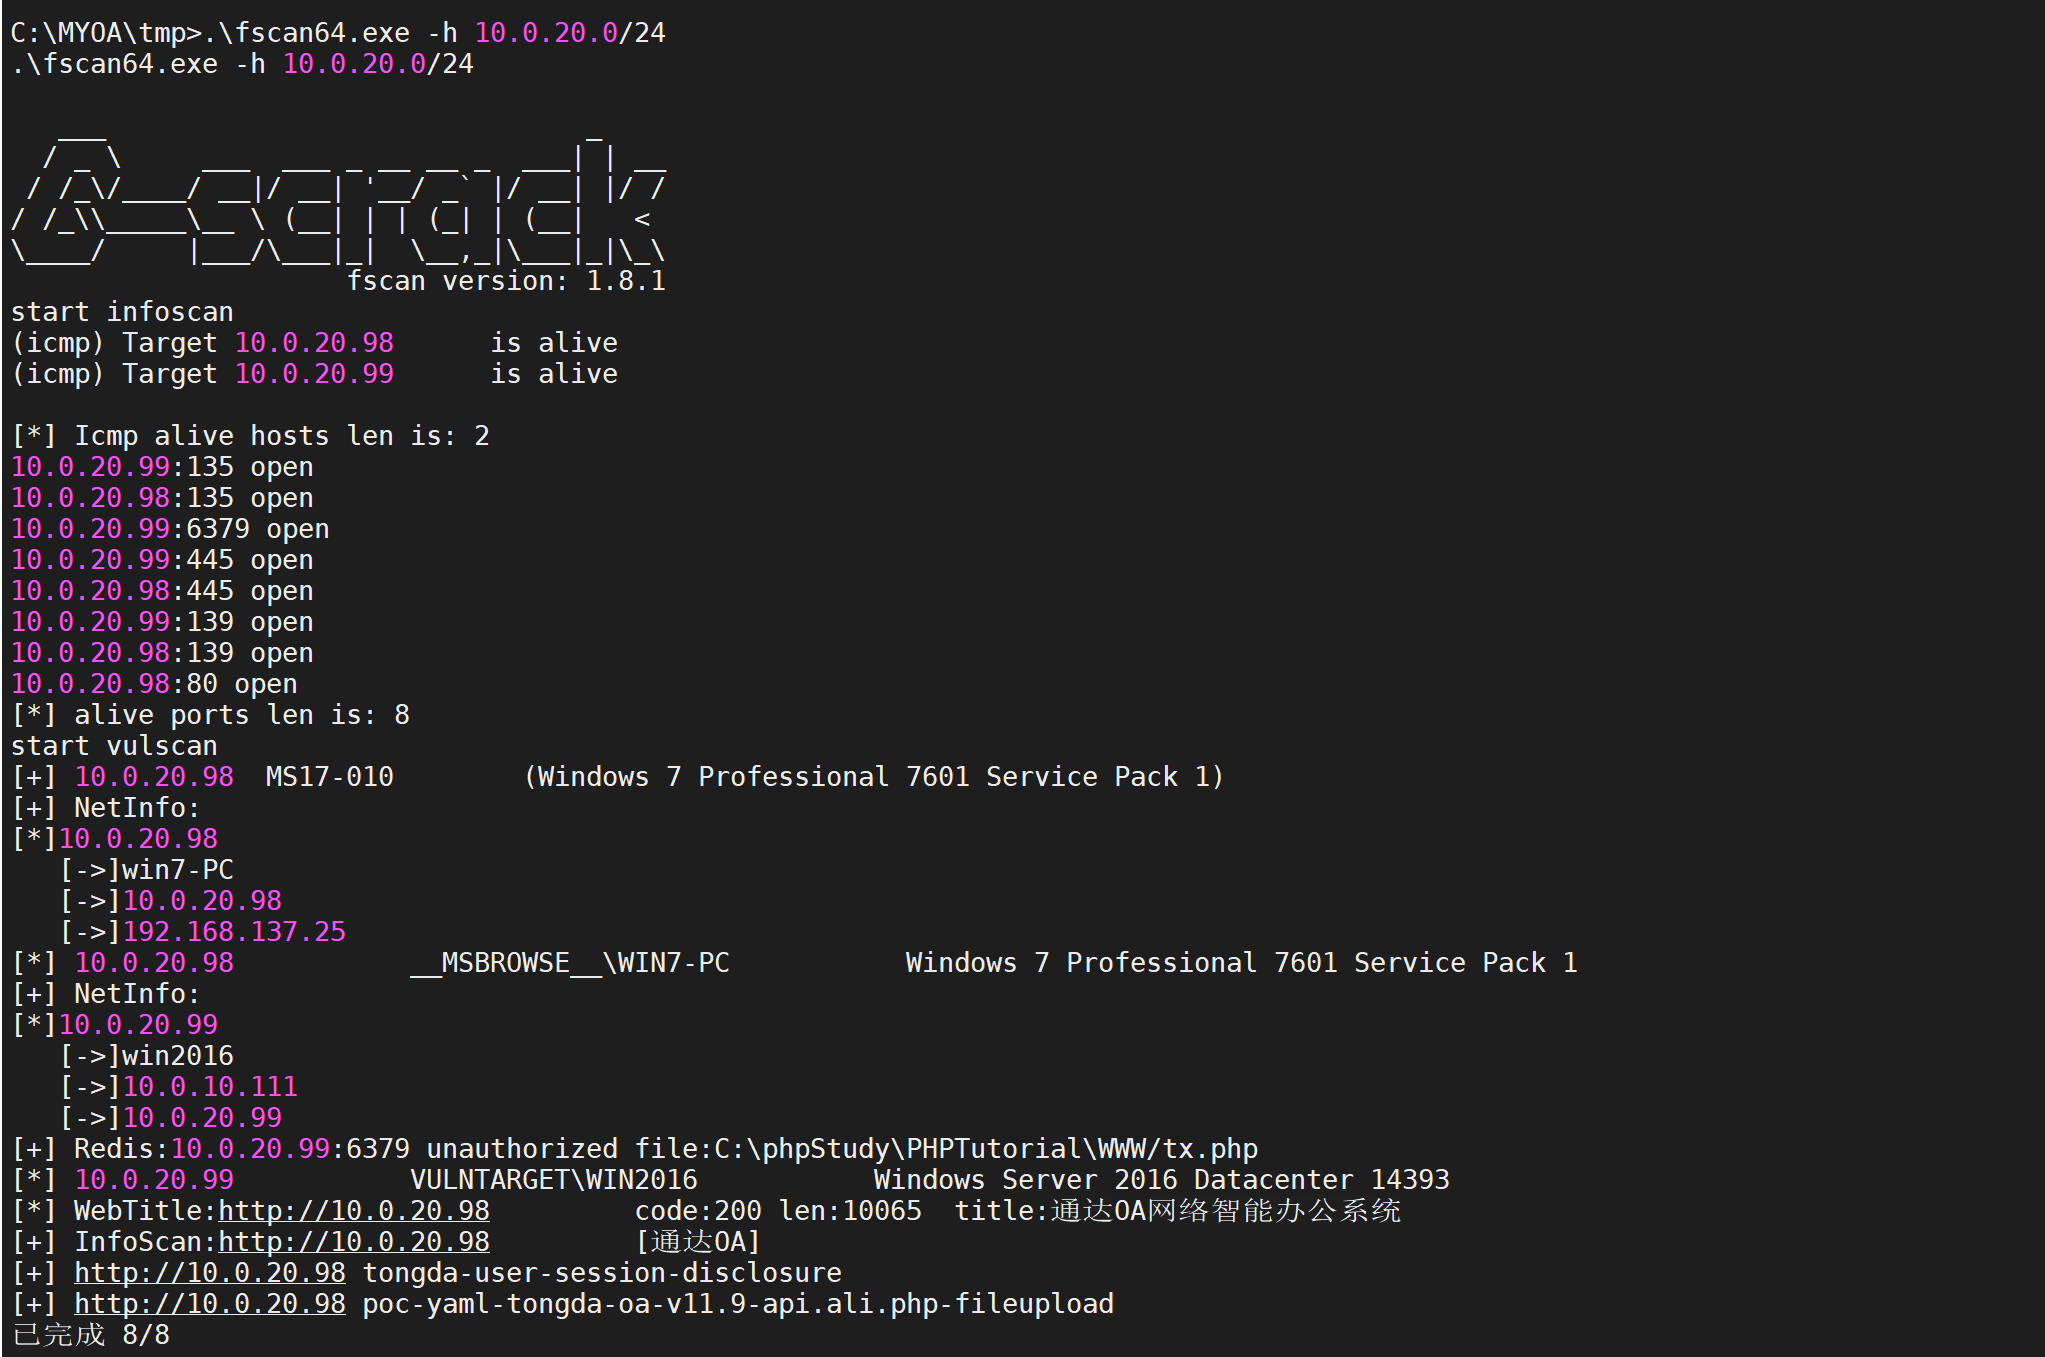 C:\MYOA\tmp>.\fscan64.exe -h 10.0.20.0/24
.\fscan64.exe -h 10.0.20.0/24
   ___                              _
  / _ \     ___  ___ _ __ __ _  ___| | __
 / /_\/____/ __|/ __| '__/ _` |/ __| |/ /
/ /_\\_____\__ \ (__| | | (_| | (__|   <
\____/     |___/\___|_|  \__,_|\___|_|\_\
                     fscan version: 1.8.1
start infoscan
(icmp) Target 10.0.20.98      is alive
(icmp) Target 10.0.20.99      is alive
[*] Icmp alive hosts len is: 2
10.0.20.99:135 open
10.0.20.98:135 open
10.0.20.99:6379 open
10.0.20.99:445 open
10.0.20.98:445 open
10.0.20.99:139 open
10.0.20.98:139 open
10.0.20.98:80 open
[*] alive ports len is: 8
start vulscan
[+] 10.0.20.98  MS17-010        (Windows 7 Professional 7601 Service Pack 1)
[+] NetInfo:
[*]10.0.20.98
   [->]win7-PC
   [->]10.0.20.98
   [->]192.168.137.25
[*] 10.0.20.98           __MSBROWSE__\WIN7-PC           Windows 7 Professional 7601 Service Pack 1
[+] NetInfo:
[*]10.0.20.99
   [->]win2016
   [->]10.0.10.111
   [->]10.0.20.99
[+] Redis:10.0.20.99:6379 unauthorized file:C:\phpStudy\PHPTutorial\WWW/tx.php
[*] 10.0.20.99           VULNTARGET\WIN2016           Windows Server 2016 Datacenter 14393
[*] WebTitle:http://10.0.20.98         code:200 len:10065  title:通达OA网络智能办公系统
[+] InfoScan:http://10.0.20.98         [通达OA]
[+] http://10.0.20.98 tongda-user-session-disclosure
[+] http://10.0.20.98 poc-yaml-tongda-oa-v11.9-api.ali.php-fileupload
已完成 8/8